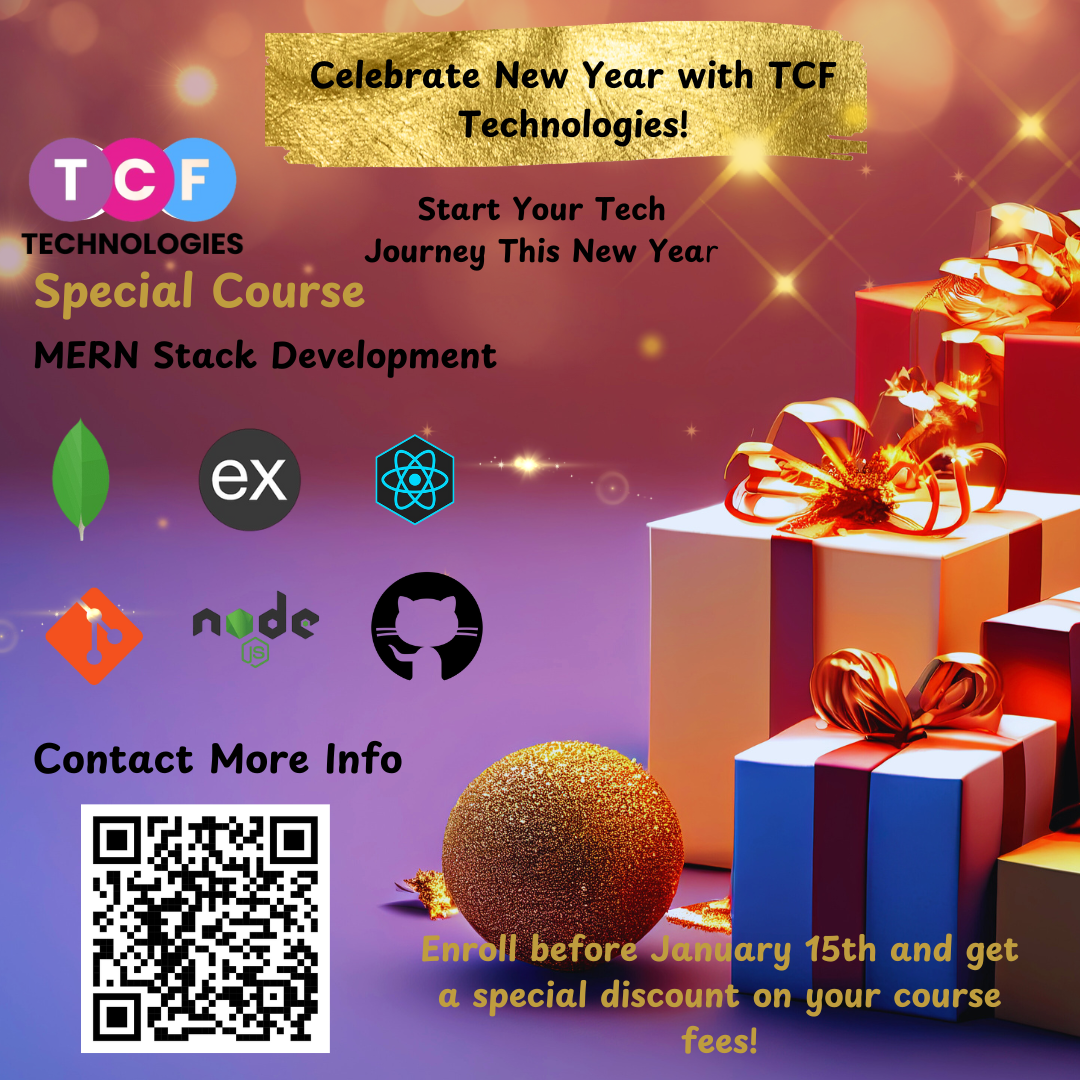 Celebrate New Year with TCF
Technologies!
TCF
TECHNOLOGIES
Start Your Tech
Journey This New Year
Special Course
MERN Stack Development
ex
node
JS
Contact More Info
Enroll before January 15th and get
a special discount on your course
fees!